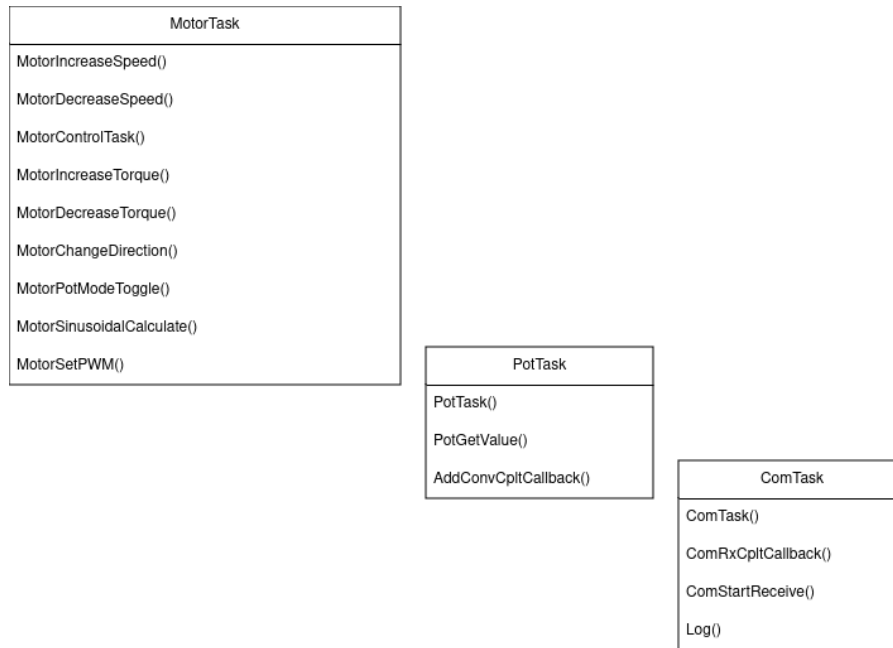 MotorTask
MotorIncreaseSpeed()
MotorDecreaseSpeed()
MotorControlTask()
MotorIncreaseTorque()
MotorDecreaseTorque()
MotorChangeDirection()
MotorPotModeToggle()
MotorSinusoidalCalculate()
MotorSetPWM()
PotTask
PotTask()
PotGetValue()
AddConvCpltCallback()
ComTask
ComTask()
ComRxCpltCallback()
ComStartReceive()
Log()